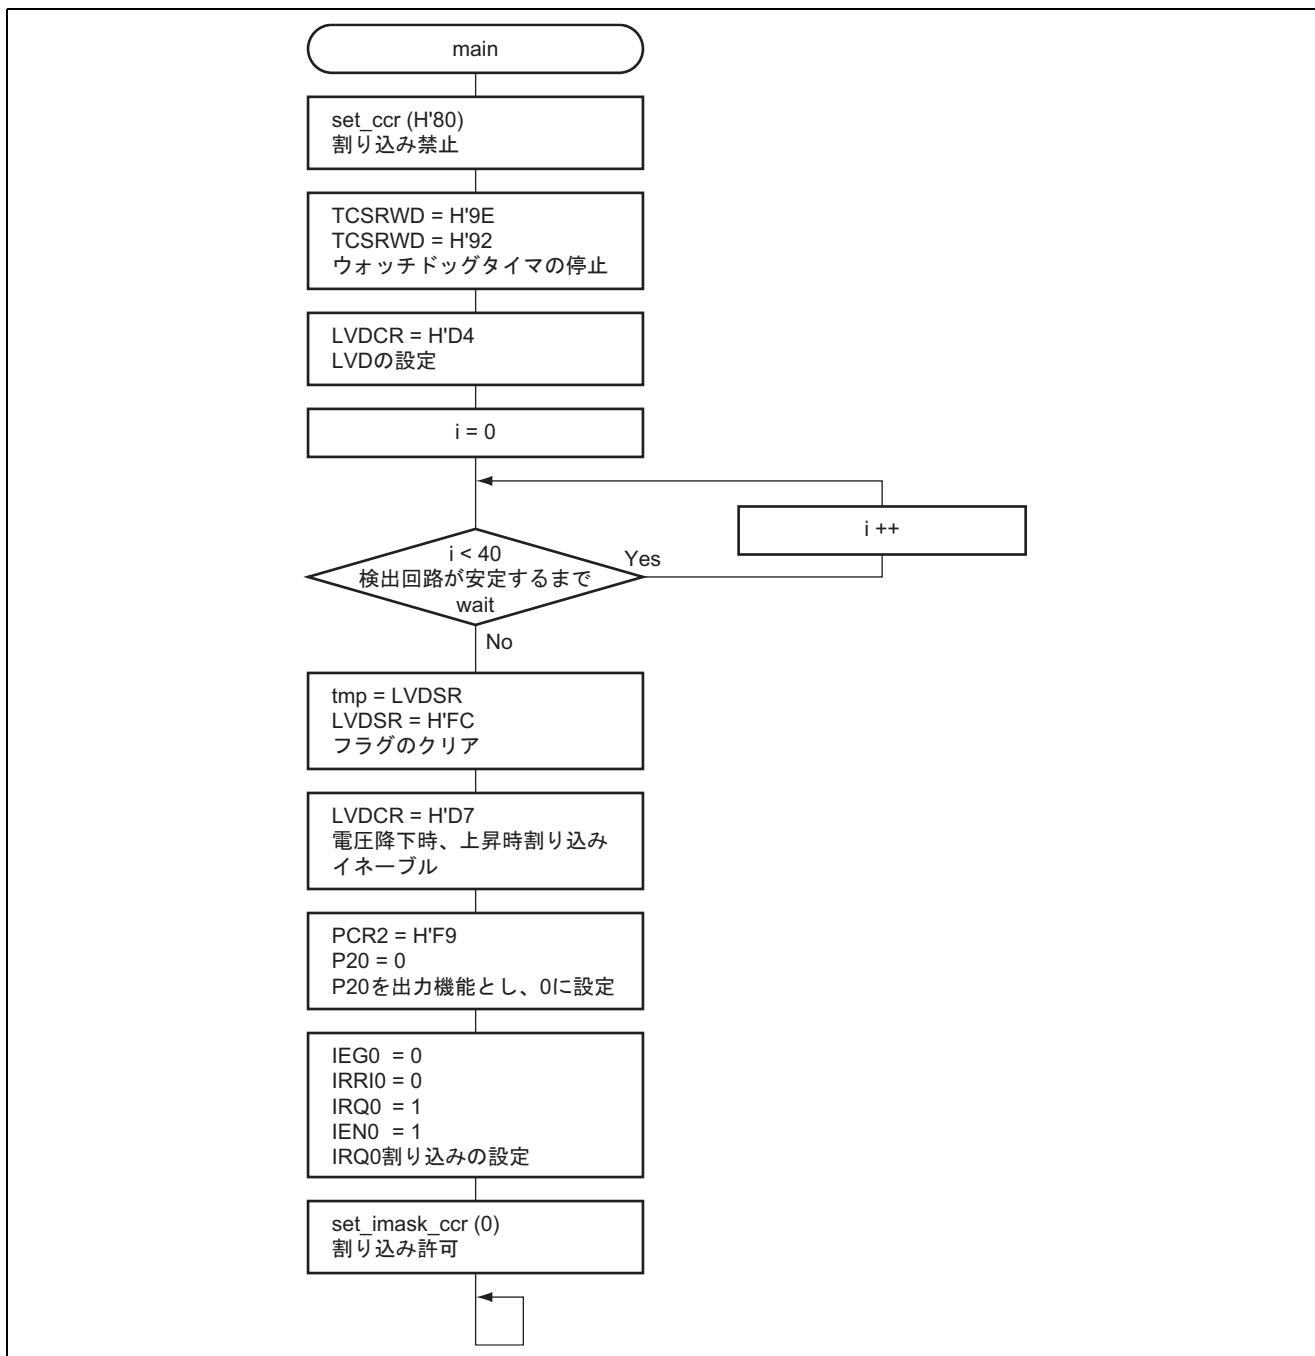 main
set_ccr (H'80)
割り込み禁止
TCSRWD = H'9E
TCSRWD = H'92
ウォッチドッグタイマの停止
LVDCR = H'D4
LVDの設定
i = 0
i ++
i < 40
検出回路が安定するまで
wait
Yes
No
tmp = LVDSR
LVDSR = H'FC
フラグのクリア
LVDCR = H'D7
電圧降下時、上昇時割り込み
イネーブル
PCR2 = H'F9
P20 = 0
P20を出力機能とし、0に設定
IEG0 = 0
IRRI0 = 0
IRQ0 = 1
IEN0 = 1
IRQ0割り込みの設定
set_imask_ccr (0)
割り込み許可